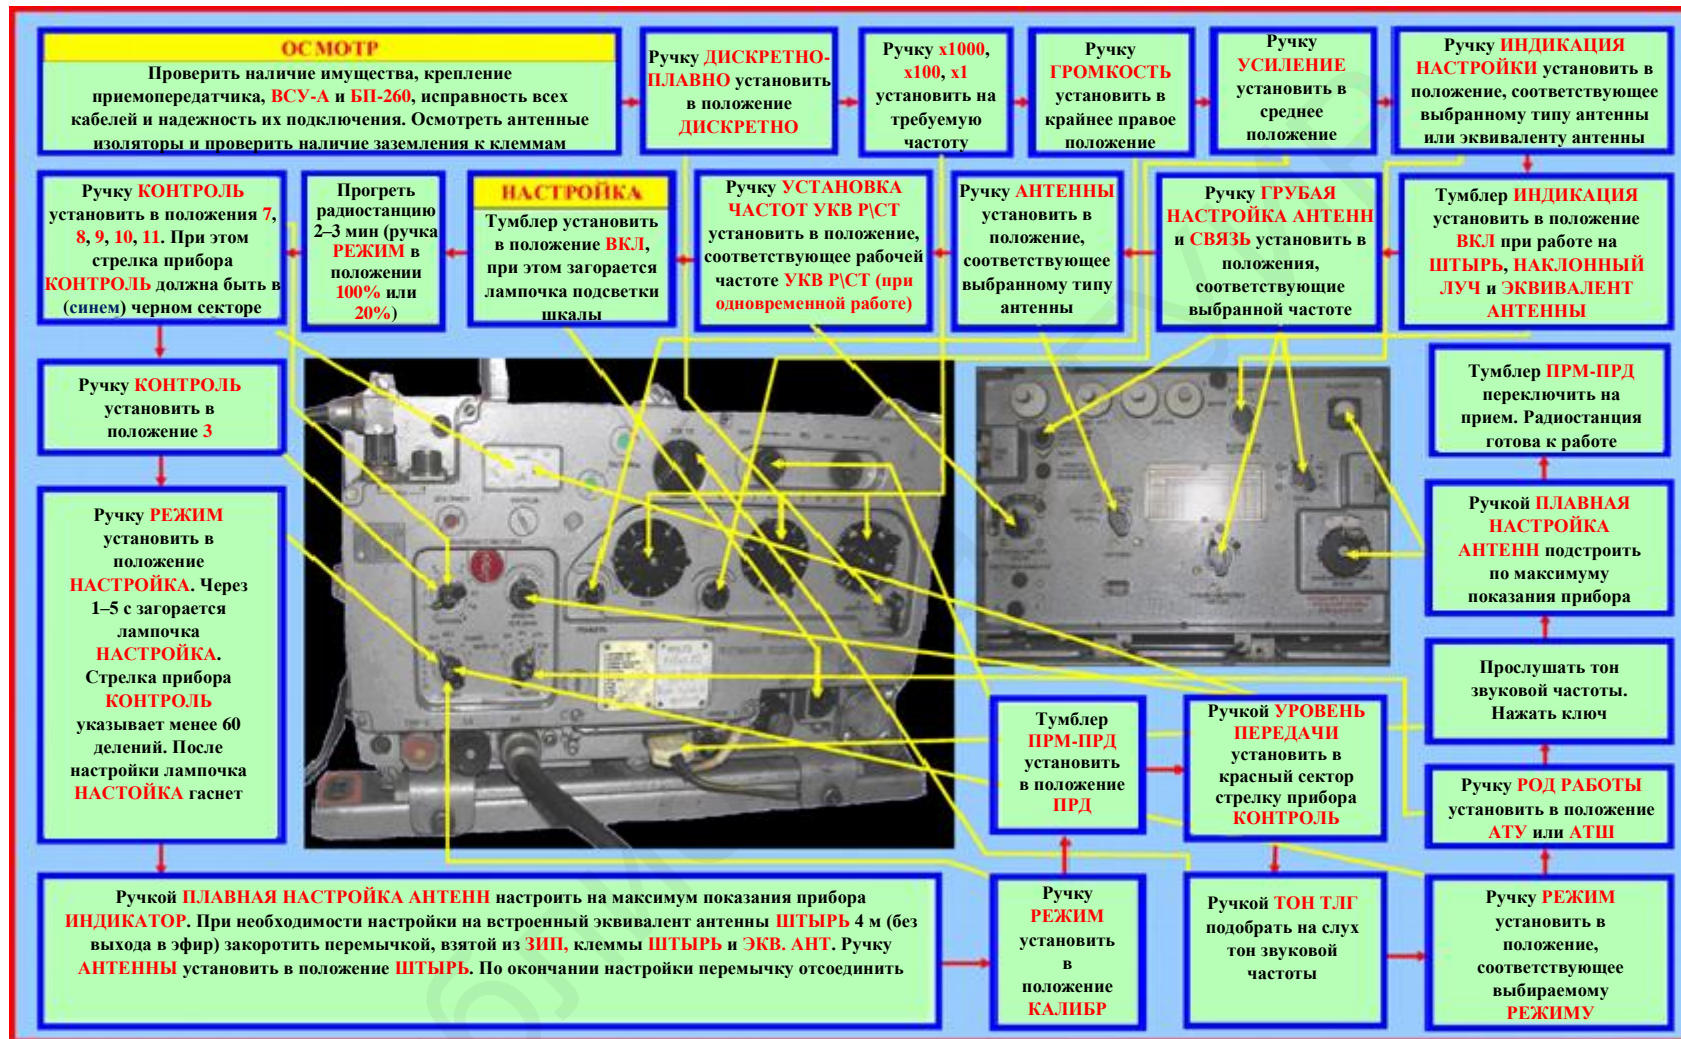 ОСМОТР
Проверить наличие имущества, крепление
приемопередатчика, ВСУ-А и БП-260, исправность всех
кабелей и надежность их подключения. Осмотреть антенные
изоляторы и проверить наличие заземления к клеммам
Ручку ДИСКРЕТНО-
ПЛАВНО установить
в положение
ДИСКРЕТНО
Ручку х1000,
х100, х1
установить на
требуемую
частоту
Ручку
ГРОМКОСТЬ
установить в
крайнее правое
положение
Ручку
УСИЛЕНИЕ
установить в
среднее
положение
Ручку ИНДИКАЦИЯ
НАСТРОЙКИ установить в
положение, соответствующее
выбранному типу антенны
или эквиваленту антенны
Тумблер ИНДИКАЦИЯ
установить в положение
ВКЛ при работе на
ШТЫРЬ, НАКЛОННЫЙ
ЛУЧ и ЭКВИВАЛЕНТ
АНТЕННЫ
Ручку ГРУБАЯ
НАСТРОЙКА АНТЕНН
и СВЯЗЬ установить в
положения,
соответствующие
выбранной частоте
Ручку АНТЕННЫ
установить в
положение,
соответствующее
выбранному типу
антенны
Ручку УСТАНОВКА
ЧАСТОТ УКВ Р\СТ
установить в положение,
соответствующее рабочей
частоте УКВ Р\СТ (при
одновременной работе)
НАСТРОЙКА
Тумблер установить
в положение ВКЛ,
при этом загорается
лампочка подсветки
шкалы
Прогреть
радиостанцию
2–3 мин (ручка
РЕЖИМ в
положении
100% или
20%)
Ручку КОНТРОЛЬ
установить в положения 7,
8, 9, 10, 11. При этом
стрелка прибора
КОНТРОЛЬ должна быть в
(синем) черном секторе
Ручку КОНТРОЛЬ
установить в
положение 3
Ручку РЕЖИМ
установить в
положение
НАСТРОЙКА. Через
1–5 с загорается
лампочка
НАСТРОЙКА.
Стрелка прибора
КОНТРОЛЬ
указывает менее 60
делений. После
настройки лампочка
НАСТОЙКА гаснет
Ручкой ПЛАВНАЯ НАСТРОЙКА АНТЕНН настроить на максимум показания прибора
ИНДИКАТОР. При необходимости настройки на встроенный эквивалент антенны ШТЫРЬ 4 м (без
выхода в эфир) закоротить перемычкой, взятой из ЗИП, клеммы ШТЫРЬ и ЭКВ. АНТ. Ручку
АНТЕННЫ установить в положение ШТЫРЬ. По окончании настройки перемычку отсоединить
Ручку
РЕЖИМ
установить
в
положение
КАЛИБР
Тумблер
ПРМ-ПРД
установить
в положение
ПРД
Ручкой УРОВЕНЬ
ПЕРЕДАЧИ
установить в
красный сектор
стрелку прибора
КОНТРОЛЬ
Ручкой ТОН ТЛГ
подобрать на слух
тон звуковой
частоты
Ручку РЕЖИМ
установить в
положение,
соответствующее
выбираемому
РЕЖИМУ
Ручку РОД РАБОТЫ
установить в положение
АТУ или АТШ
Прослушать тон
звуковой частоты.
Нажать ключ
Ручкой ПЛАВНАЯ
НАСТРОЙКА
АНТЕНН подстроить
по максимуму
показания прибора
Тумблер ПРМ-ПРД
переключить на
прием. Радиостанция
готова к работе